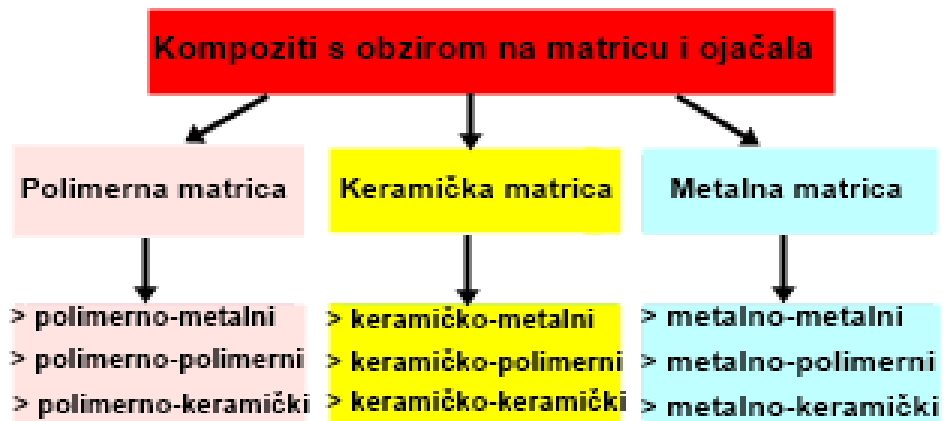 Kompoziti s obzirom na matricu i ojačala
Polimerna matrica
Keramička matrica
Metalna matrica
> polimerno-metalni
> polimerno-polimerni
> polimerno-keramički
> keramičko-metalni
> keramičko-polimerni
> keramičko-keramički
> metalno-metalni
> metalno-polimerni
> metalno-keramički